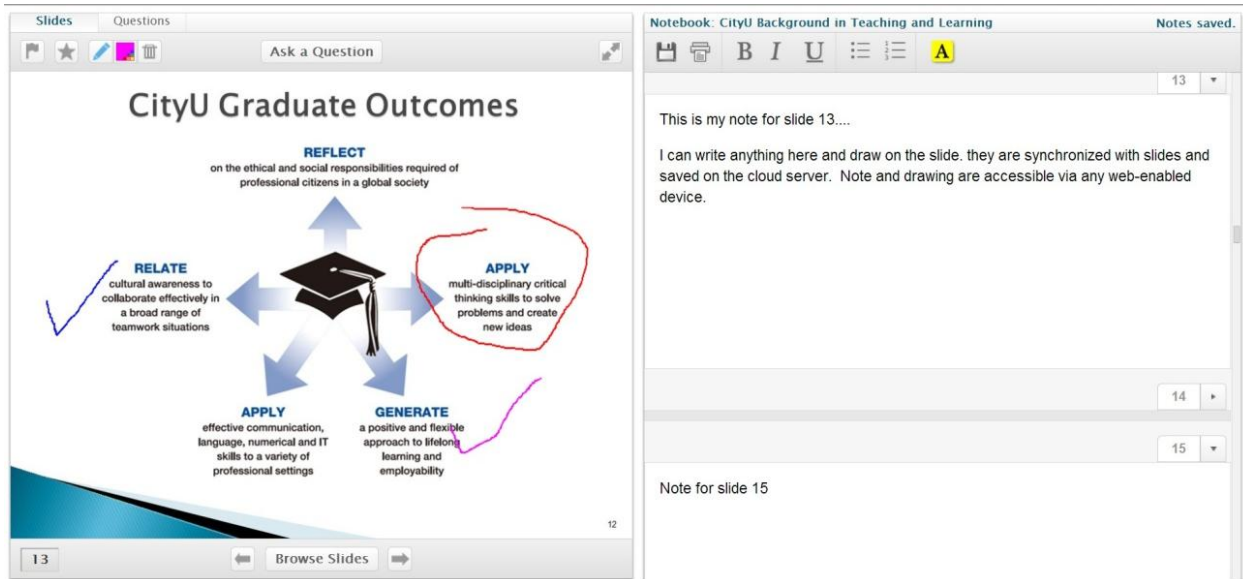 Slides Questions
Ask a Question
CityU Graduate Outcomes
REFLECT
on the ethical and social responsibilities required of
professional citizens in a global society
RELATE
cultural awareness to
collaborate effectively in
a broad range of
teamwork situations
APPLY
multi-disciplinary critical
thinking skills to solve
problems and create
new ideas
APPLY
effective communication,
language, numerical and IT
skills to a variety of
professional settings
GENERATE
a positive and flexible
approach to lifelong
learning and
employability
12
13 Browse Slides
Notebook: CityU Background in Teaching and Learning Notes saved.
B I U A
13
This is my note for slide 13....
I can write anything here and draw on the slide. they are synchronized with slides and
saved on the cloud server. Note and drawing are accessible via any web-enabled
device.
14
15
Note for slide 15